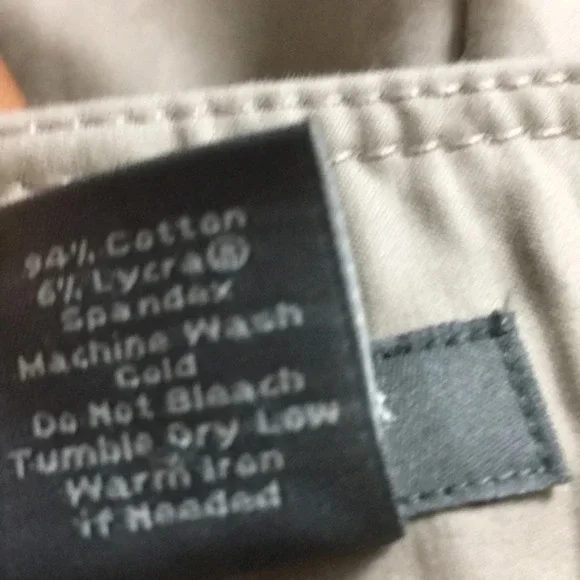 94% Cotton
6% Lycra®
Spandex
Machine Wash
Cold
Do Not Bleach
Tumble Dry Low
Warm Iron
if Needed